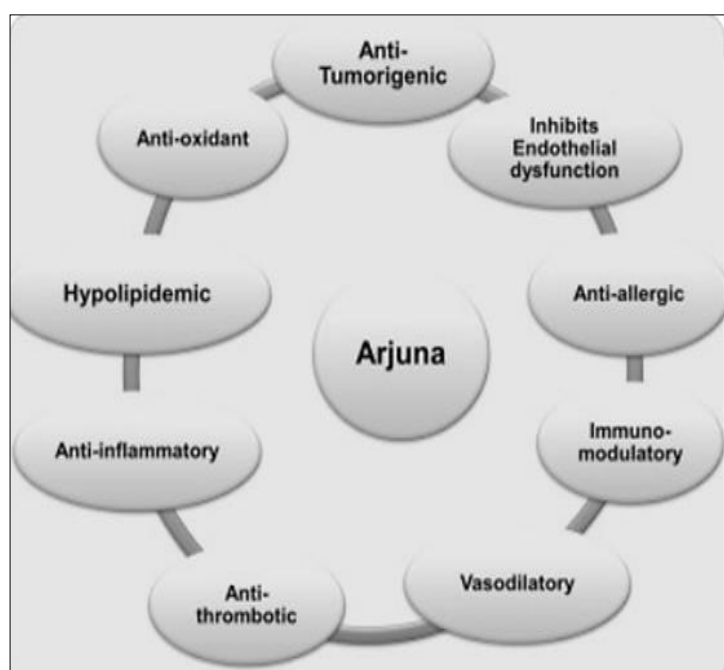 Anti-
Tumorigenic
Inhibits
Endothelial
dysfunction
Anti-allergic
Immuno-
modulatory
Vasodilatory
Anti-
thrombotic
Anti-inflammatory
Hypolipidemic
Anti-oxidant
Arjuna